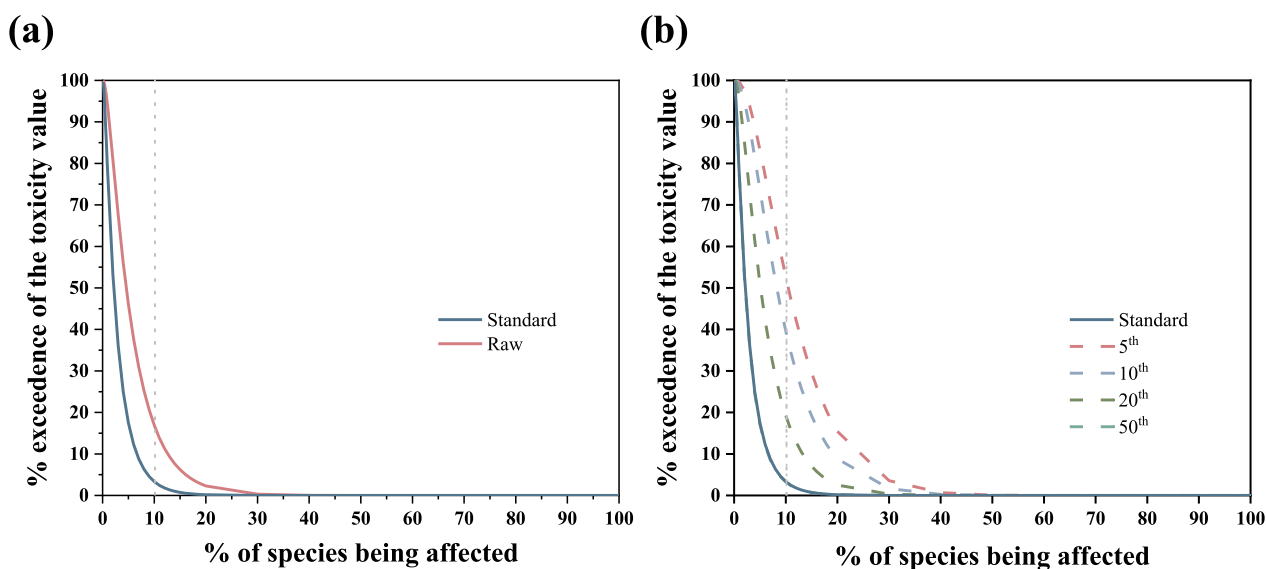 (a)
% exceedence of the toxicity value
100
90
80
70
60
50
40
30
20
10
0
0 10 20 30 40 50 60 70 80 90 100
% of species being affected
Standard
Raw
(b)
% exceedence of the toxicity value
100
90
80
70
60
50
40
30
20
10
0
0 10 20 30 40 50 60 70 80 90 100
% of species being affected
Standard
5th
10th
20th
50th